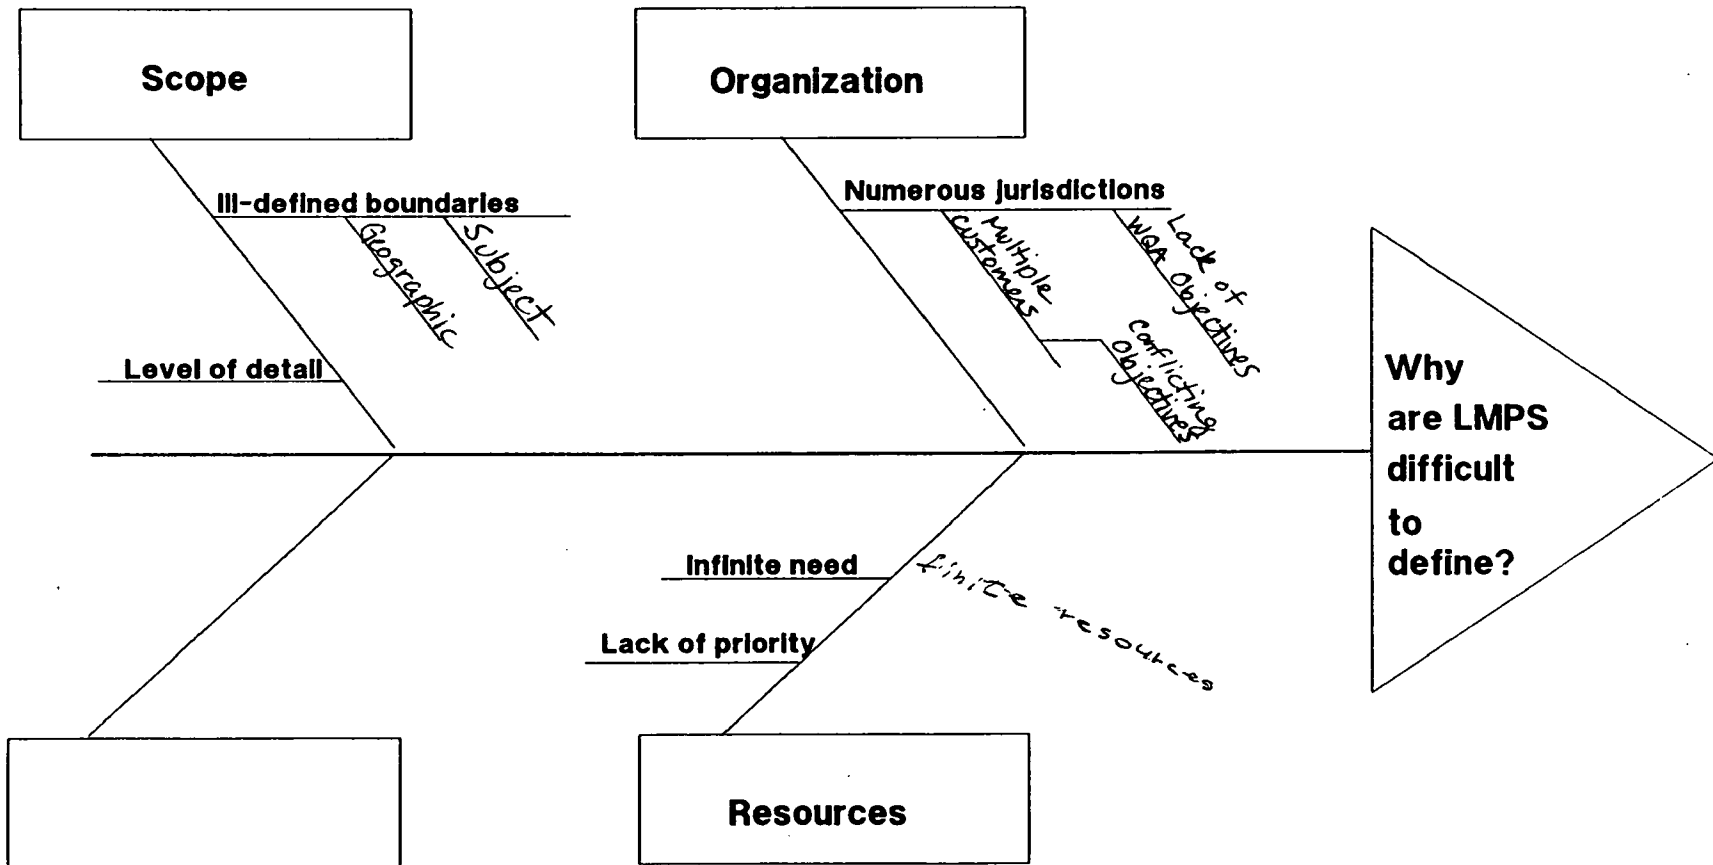 Scope
Organization
Ill-defined boundaries
Geographic
Subject
Numerous jurisdictions
Multiple
customers
Lack of
WQA Objectives
Conflicting
Objectives
Level of detail
Why
are LMPS
difficult
to
define?
Infinite need
finite resources
Lack of priority
Resources